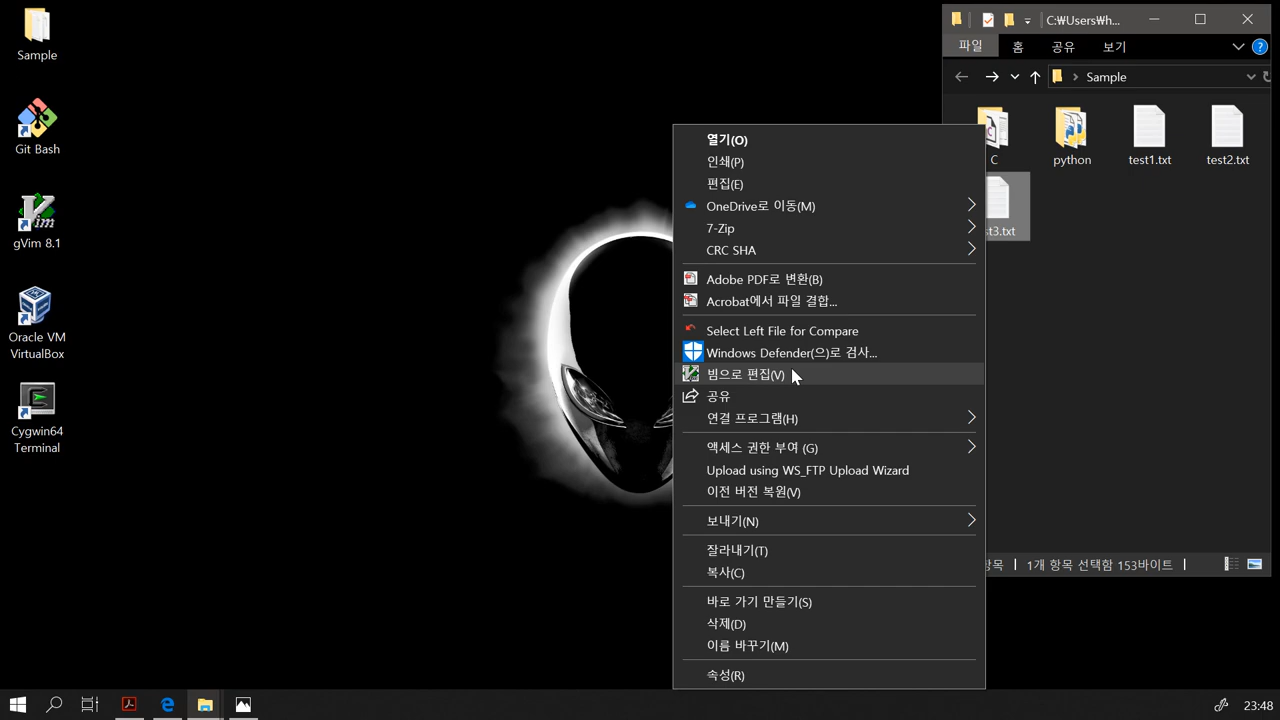 Sample
Git Bash
gVim 8.1
Oracle VM
VirtualBox
Cygwin64
Terminal
C:₩Users₩h...
파일
홈
공유
보기
Sample
C
python
test1.txt
test2.txt
st3.txt
항목
1개 항목 선택함 153바이트
열기(O)
인쇄(P)
편집(E)
OneDrive로 이동(M)
7-Zip
CRC SHA
Adobe PDF로 변환(B)
Acrobat에서 파일 결합...
Select Left File for Compare
Windows Defender(으)로 검사...
빔으로 편집(V)
공유
연결 프로그램(H)
액세스 권한 부여 (G)
Upload using WS_FTP Upload Wizard
이전 버전 복원(V)
보내기(N)
잘라내기(T)
복사(C)
바로 가기 만들기(S)
삭제(D)
이름 바꾸기(M)
속성(R)
23:48